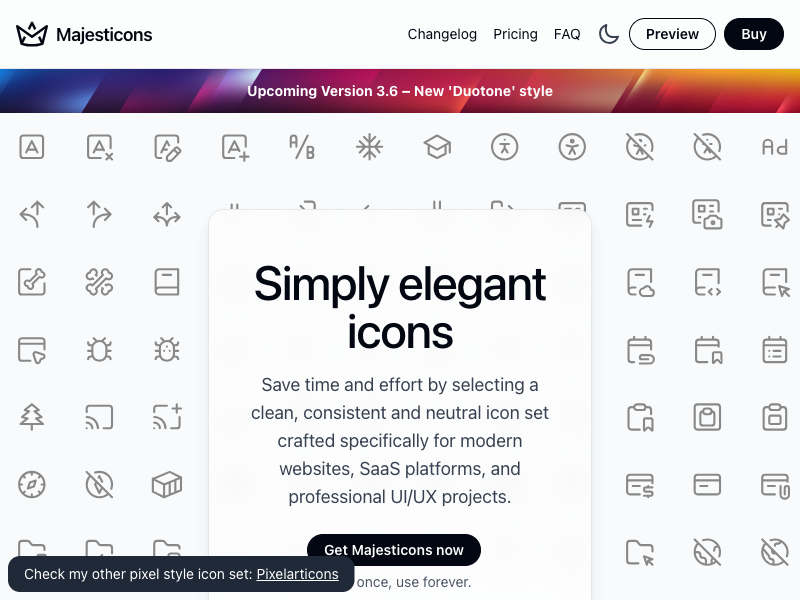 Majesticons
Changelog
Pricing
FAQ
Preview
Buy
Upcoming Version 3.6 – New 'Duotone' style
Simply elegant
icons
Save time and effort by selecting a
clean, consistent and neutral icon set
crafted specifically for modern
websites, SaaS platforms, and
professional UI/UX projects.
Get Majesticons now
once, use forever.
Check my other pixel style icon set: Pixelarticons